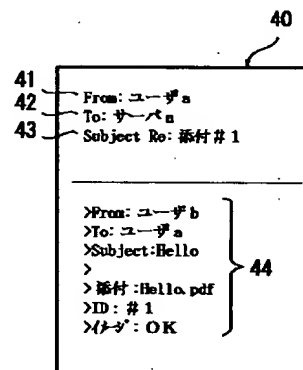 40
41 From: ユーザa
42 To: サーバn
43 Subject Re: 添付#1
>From: ユーザb
>To: ユーザa
>Subject:Hello
>
>添付:Hello.pdf
>ID: #1
>ｲﾒｰｼﾞ: OK
44